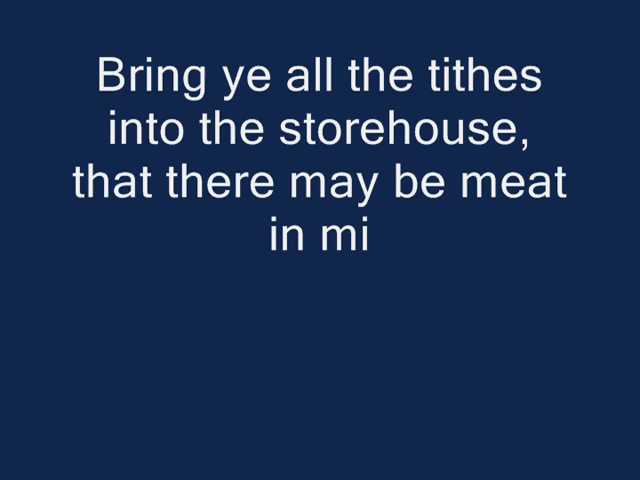 Bring ye all the tithes
into the storehouse,
that there may be meat
in mi